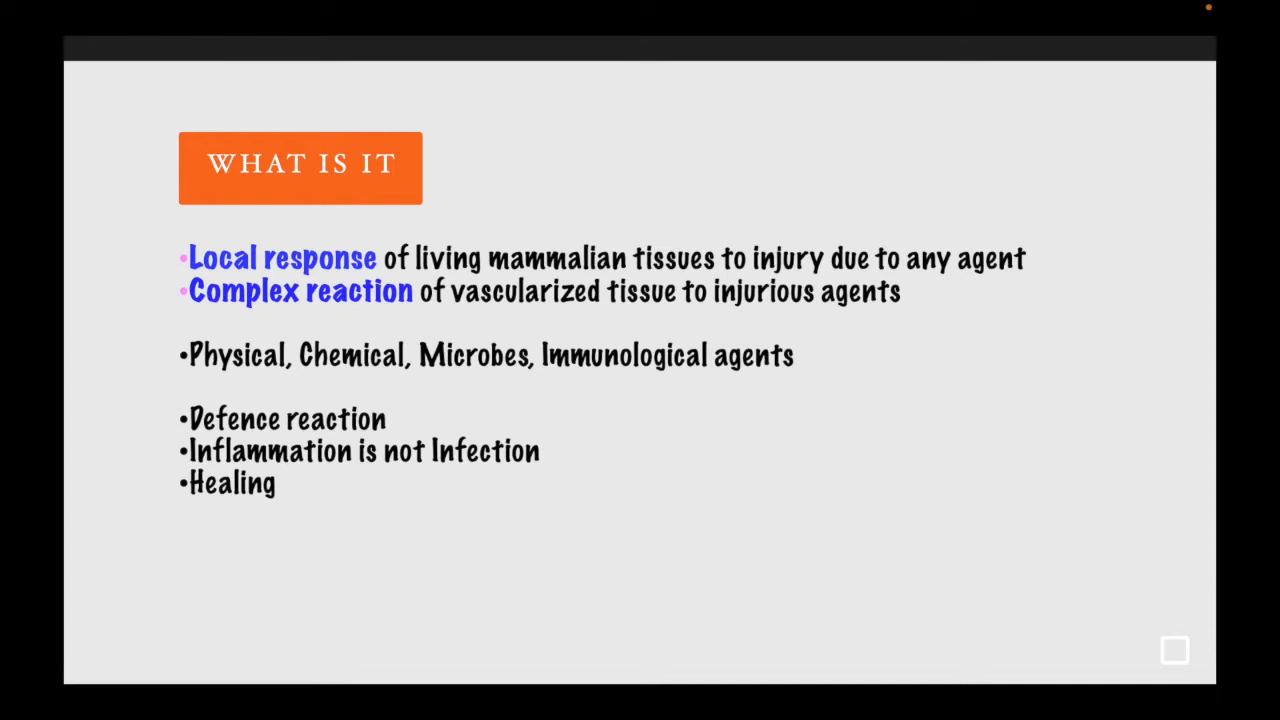 WHAT IS IT
•Local response of living mammalian tissues to injury due to any agent
•Complex reaction of vascularized tissue to injurious agents
•Physical, Chemical, Microbes, Immunological agents
•Defence reaction
•Inflammation is not Infection
•Healing